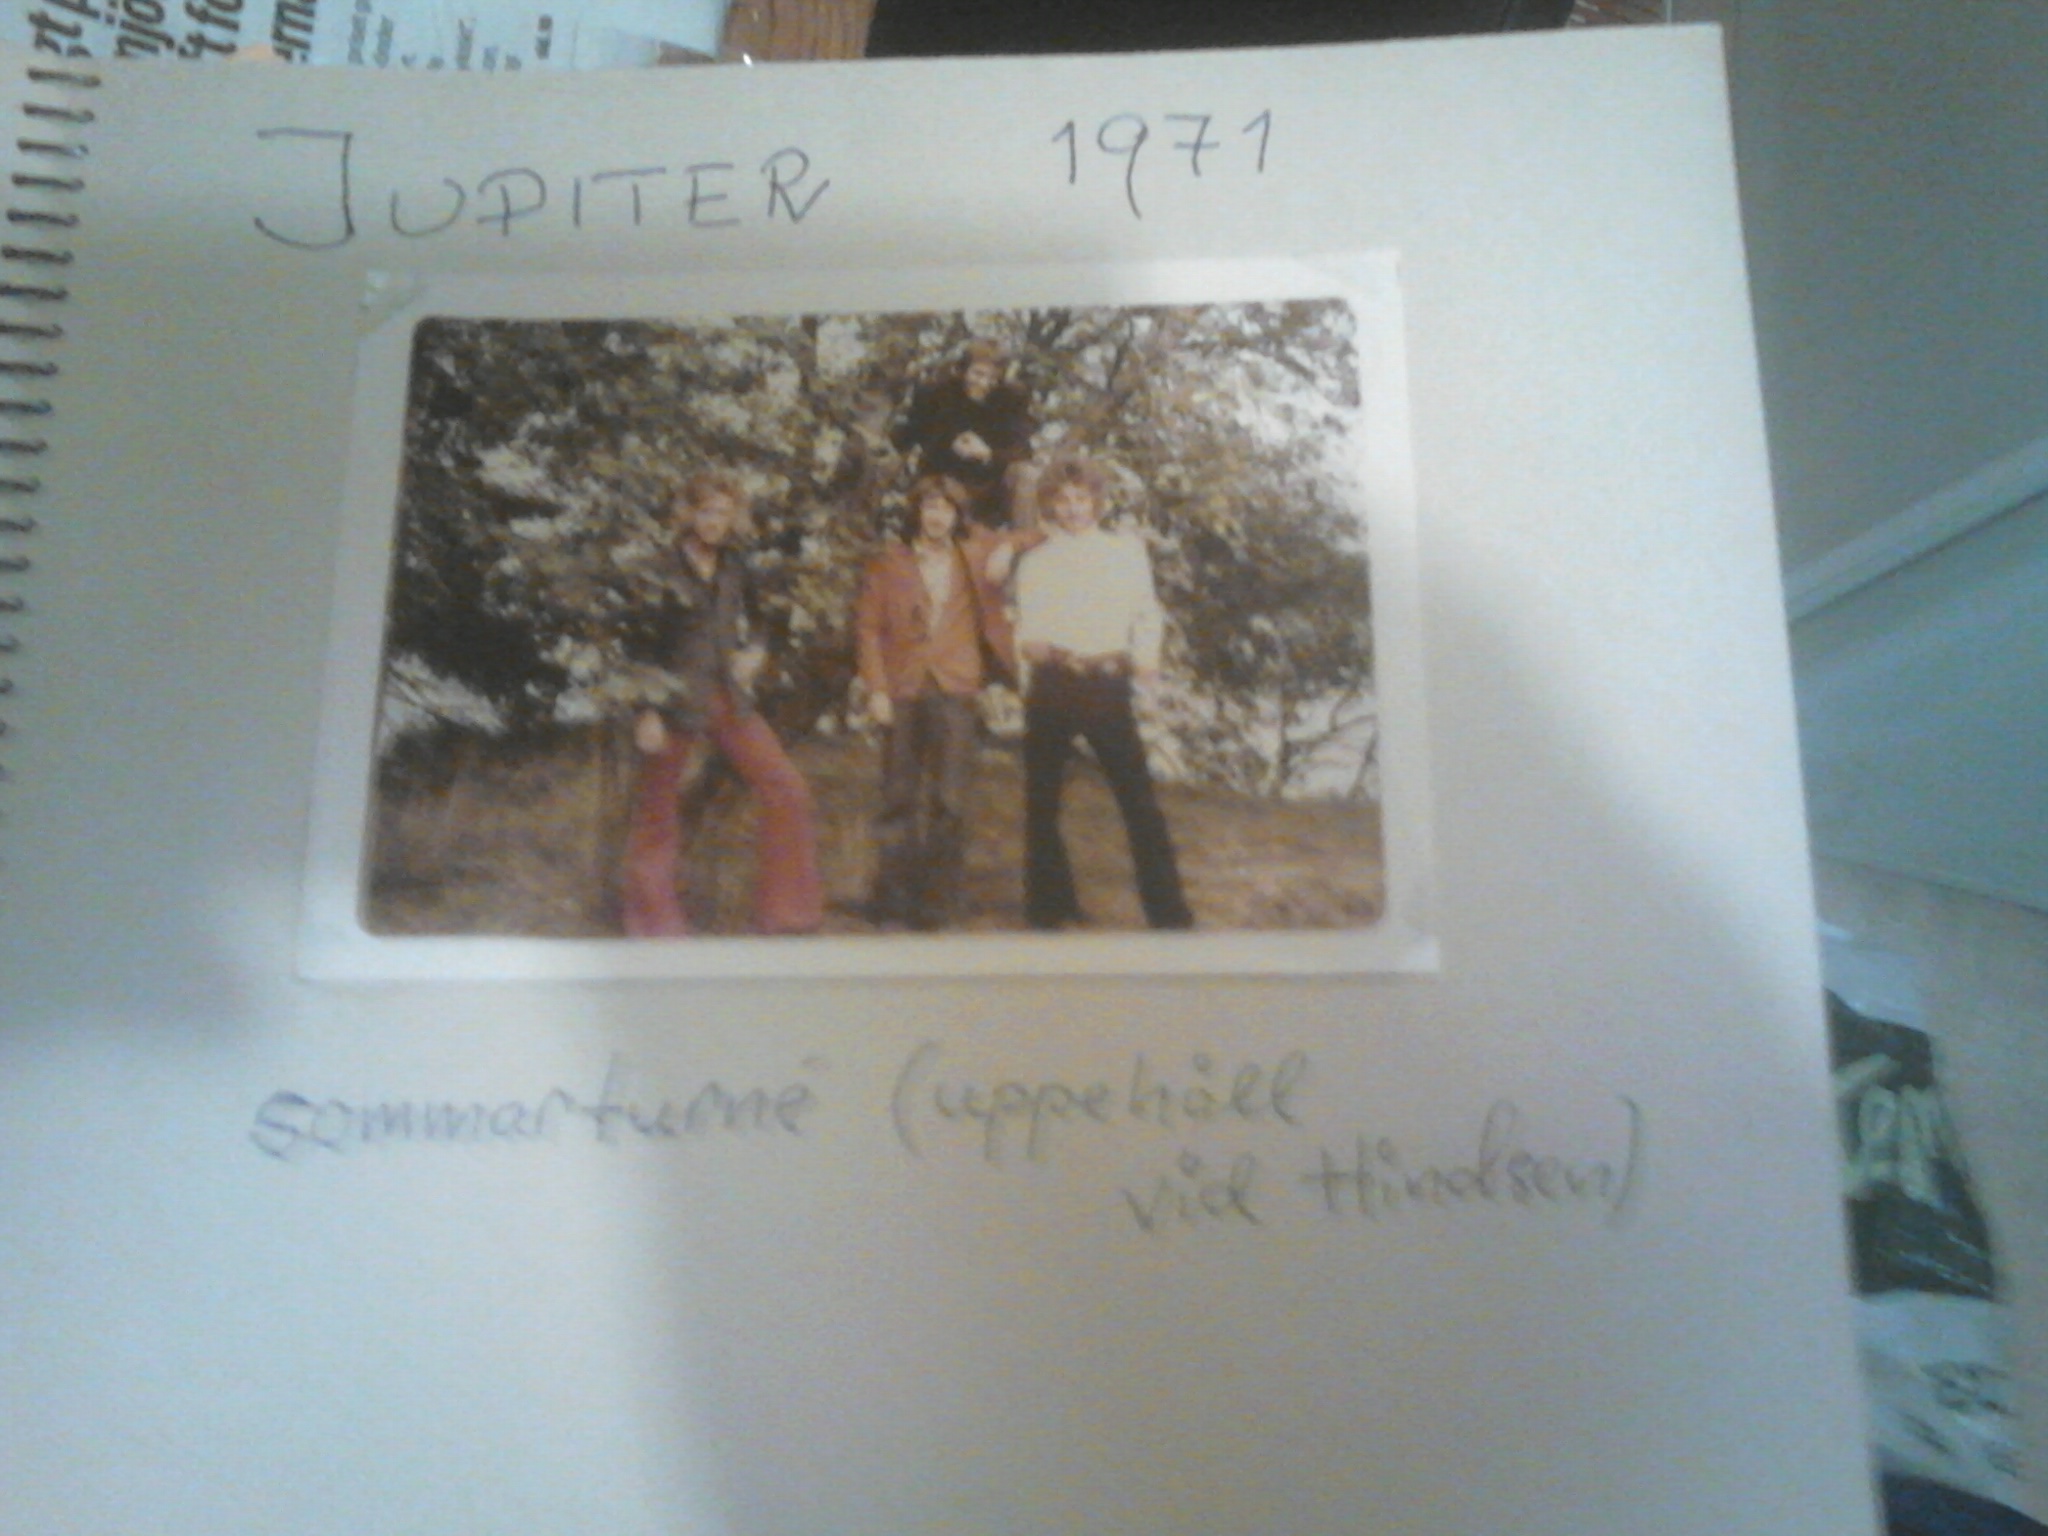 JUPITER 1971
sommarturné (uppehåll
vid Hindsen)